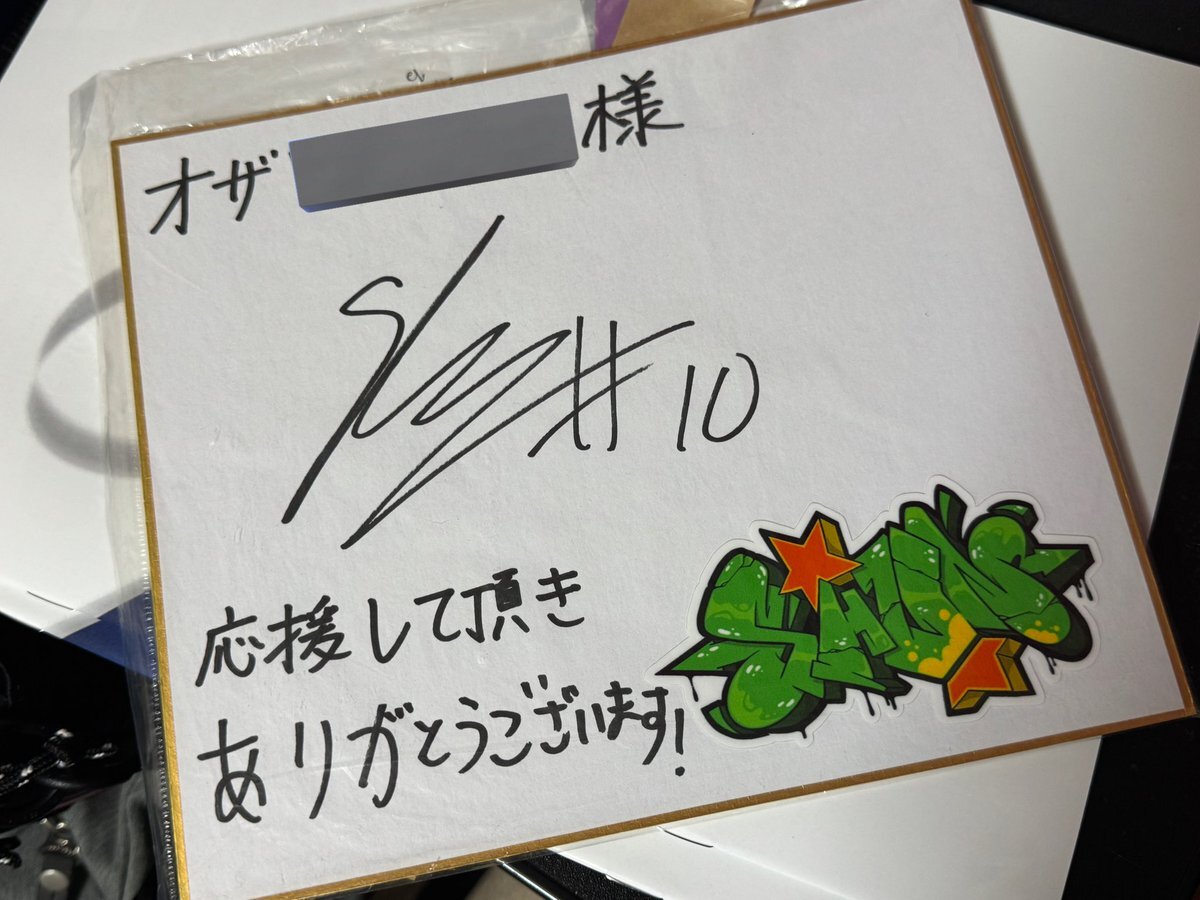 オザ 様
#10
応援して頂き
ありがとうございます!